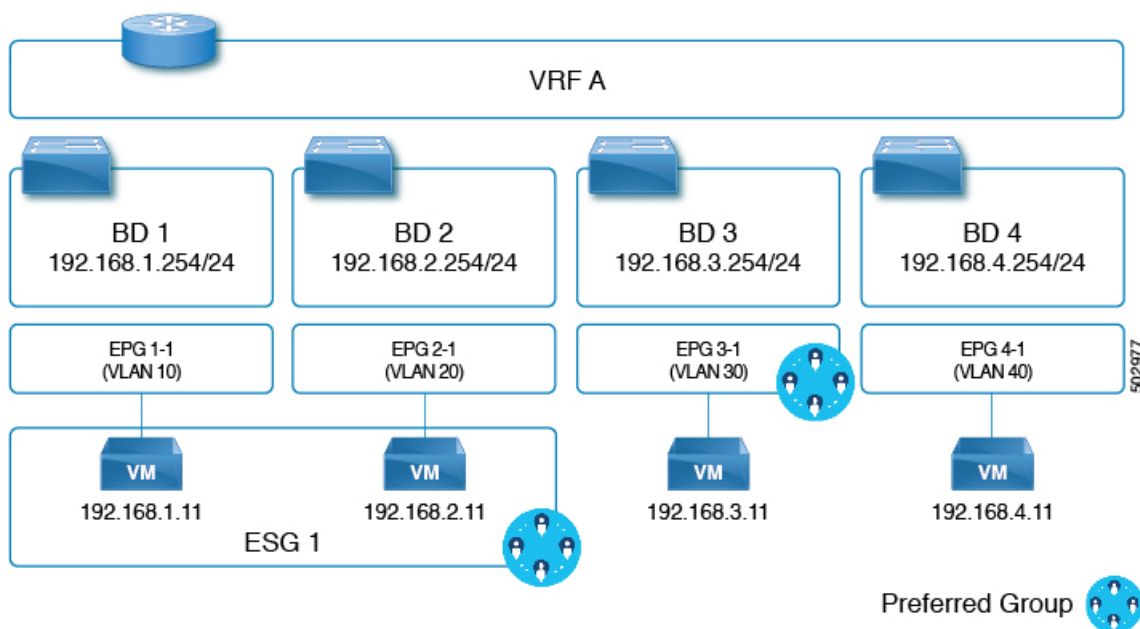 VRF A
BD 1
192.168.1.254/24
BD 2
192.168.2.254/24
BD 3
192.168.3.254/24
BD 4
192.168.4.254/24
EPG 1-1
(VLAN 10)
EPG 2-1
(VLAN 20)
EPG 3-1
(VLAN 30)
EPG 4-1
(VLAN 40)
502977
VM
192.168.1.11
VM
192.168.2.11
VM
192.168.3.11
VM
192.168.4.11
ESG 1
Preferred Group